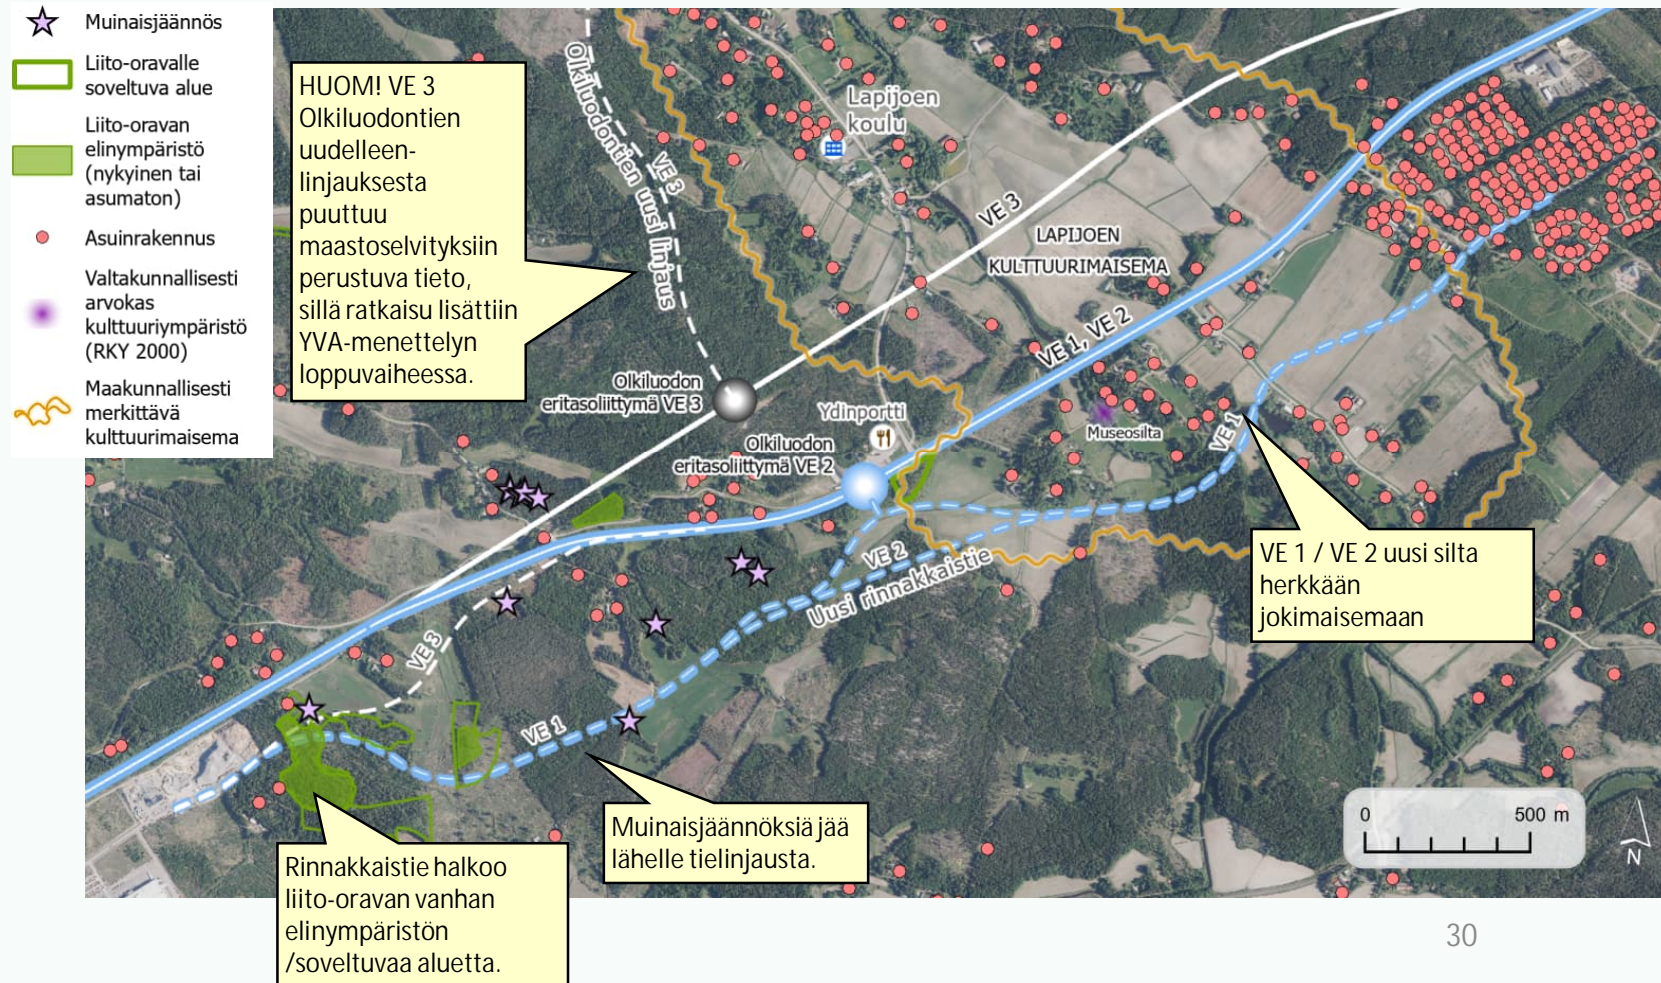 Muinaisjäännös
Liito-oravalle
soveltuva alue
Liito-oravan
elinympäristö
(nykyinen tai
asumaton)
Asuinrakennus
Valtakunnallisesti
arvokas
kulttuuriympäristö
(RKY 2000)
Maakunnallisesti
merkittävä
kulttuurimaisema
HUOM! VE 3
Olkiluodontien
uudelleen-
linjauksesta
puuttuu
maastoselvityksiin
perustuva tieto,
sillä ratkaisu lisättiin
YVA-menettelyn
loppuvaiheessa.
VE 3
Olkiluodontien uusi linjaus
Lapijoen
koulu
VE 3
LAPIJOEN
KULTTUURIMAISEMA
VE 1, VE 2
Olkiluodon
eritasoliittymä VE 3
Ydinportti
Olkiluodon
eritasoliittymä VE 2
Museosilta
VE 1
VE 2
Uusi rinnakkaistie
VE 1 / VE 2 uusi silta
herkkään
jokimaisemaan
VE 3
VE 1
Muinaisjäännöksiä jää
lähelle tielinjausta.
Rinnakkaistie halkoo
liito-oravan vanhan
elinympäristön
/soveltuvaa aluetta.
0 500 m
N
30